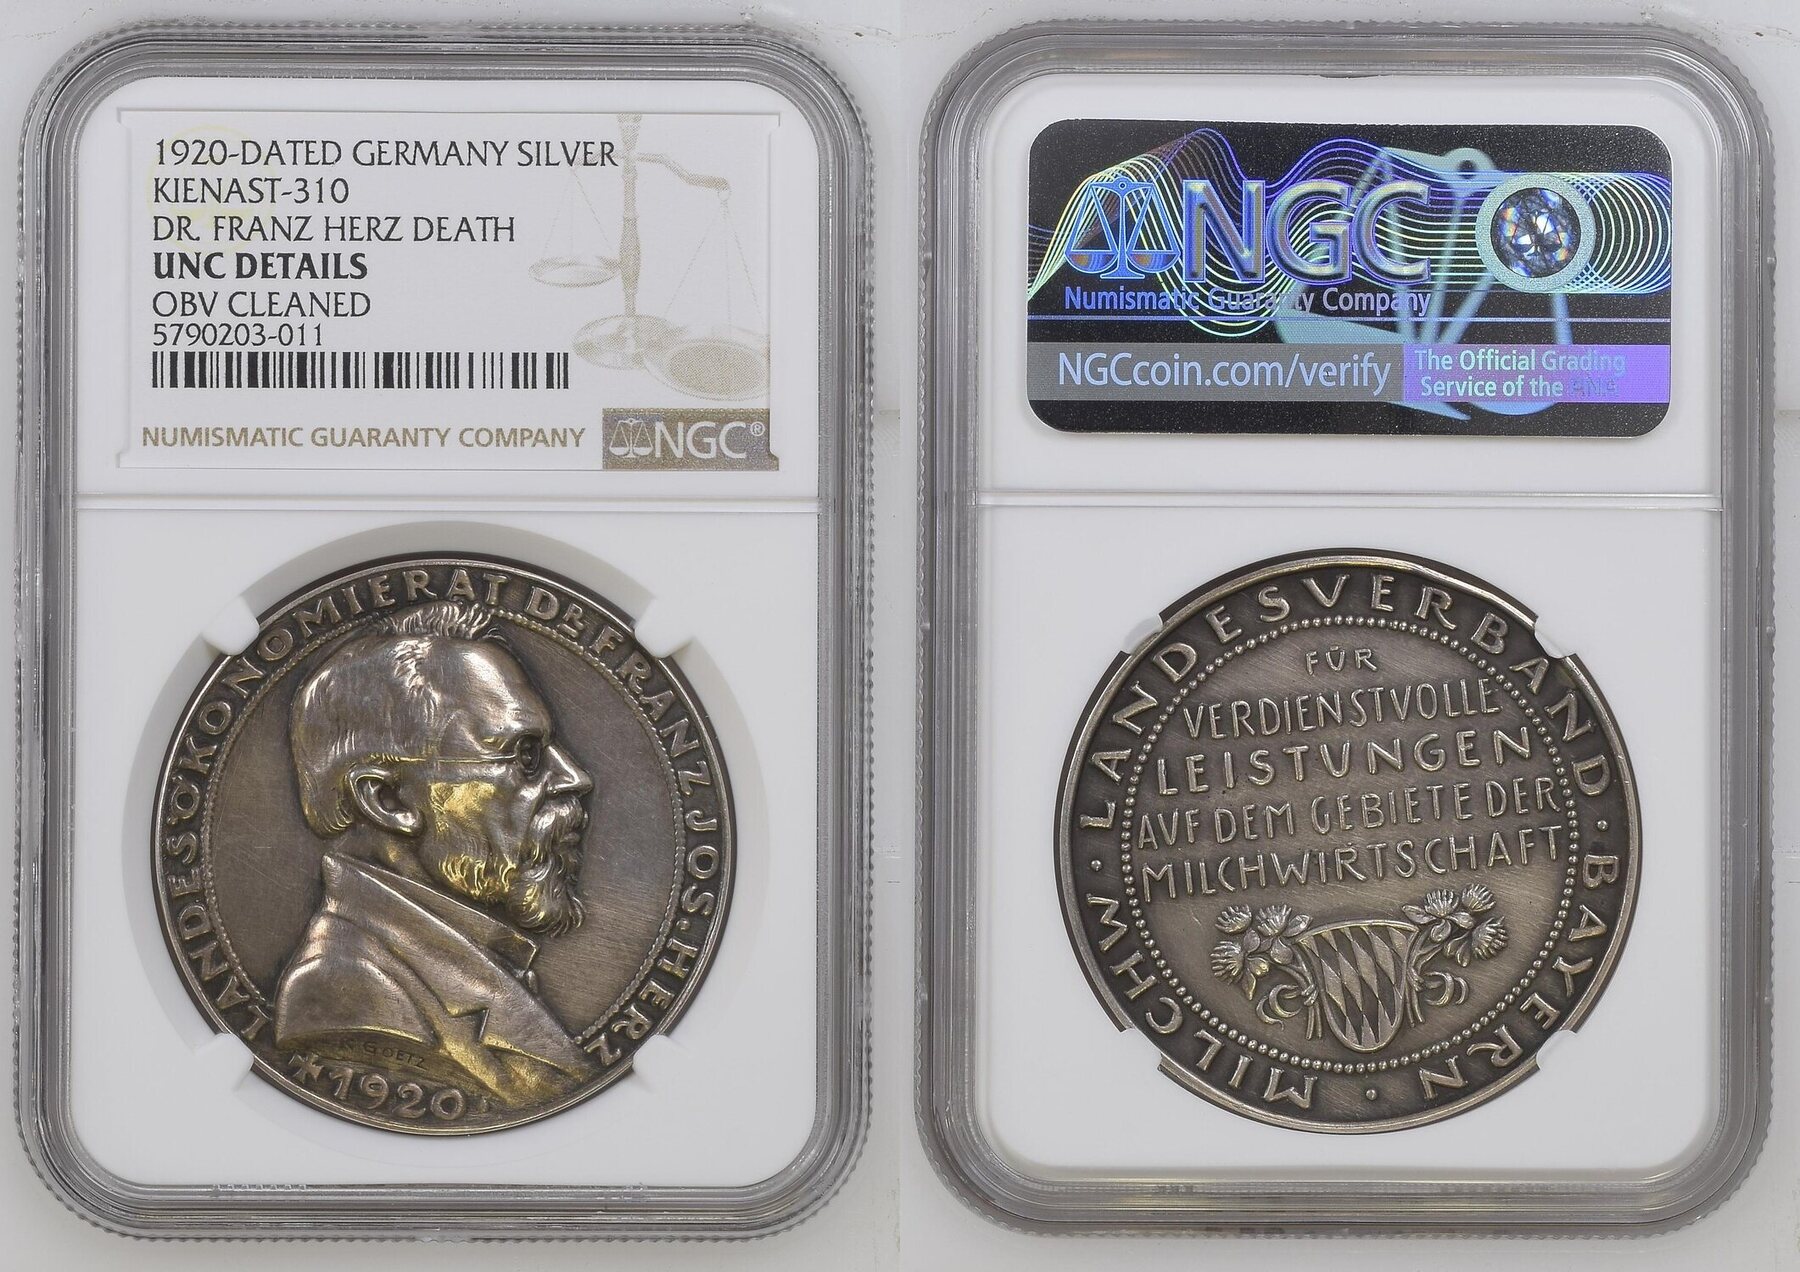 1920-DATED GERMANY SILVER
KIENAST-310
DR. FRANZ HERZ DEATH
UNC DETAILS
OBV CLEANED
5790203-011
NUMISMATIC GUARANTY COMPANY
NGC®
LANDESÖKONOMIERAT DR. FRANZ JOS. HERZ
K GOETZ
1920
NGC
Numismatic Guaranty Company
NGCcoin.com/verify
The Official Grading
Service of the ANA
MILCHW · LANDESVERBAND · BAYERN ·
FÜR
VERDIENSTVOLLE
LEISTUNGEN
AVF DEM GEBIETE DER
MILCHWIRTSCHAFT